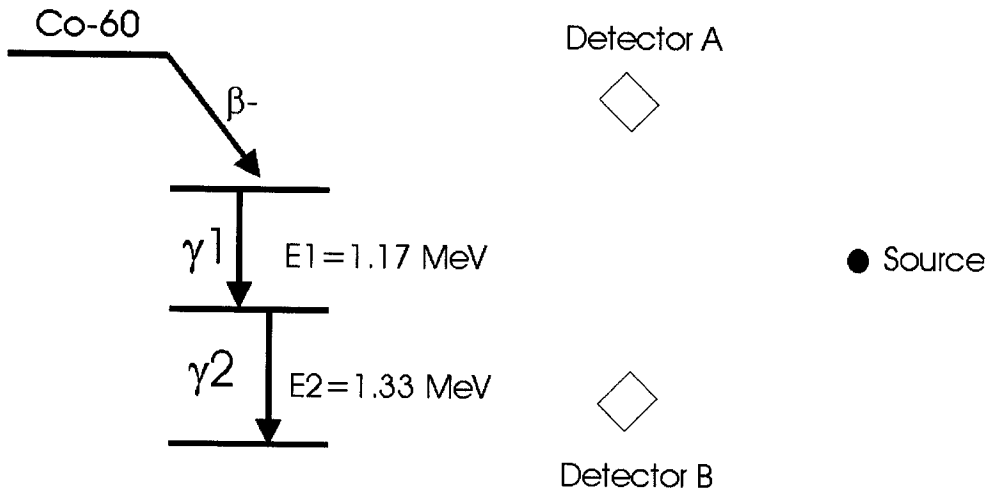 Co-60
β-
γ1
E1=1.17 MeV
γ2
E2=1.33 MeV
Detector A
Source
Detector B